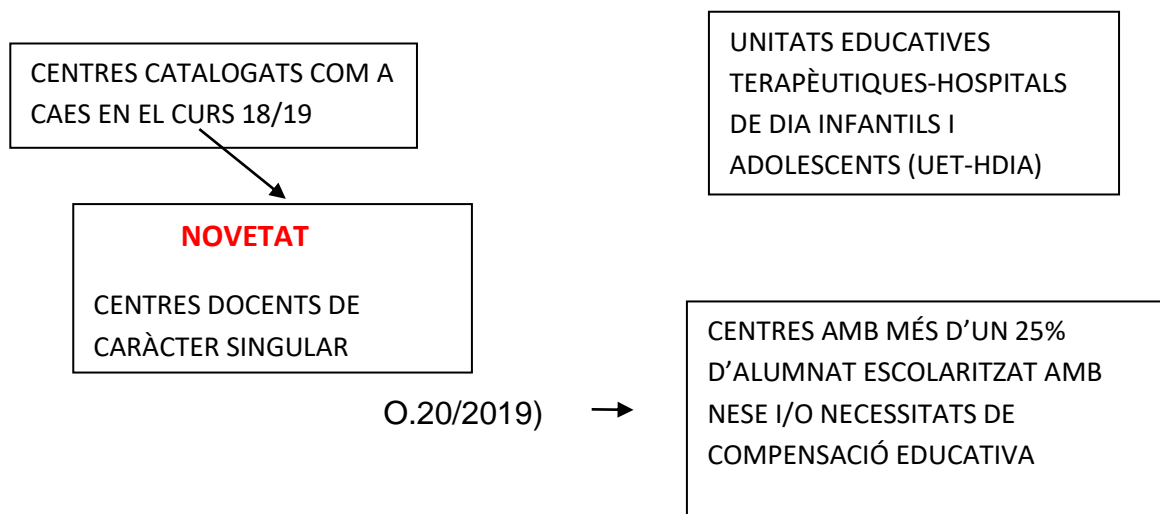 CENTRES CATALOGATS COM A
CAES EN EL CURS 18/19
UNITATS EDUCATIVES
TERAPÈUTIQUES-HOSPITALS
DE DIA INFANTILS I
ADOLESCENTS (UET-HDIA)
NOVETAT
CENTRES DOCENTS DE
CARÀCTER SINGULAR
O.20/2019)
CENTRES AMB MÉS D’UN 25%
D’ALUMNAT ESCOLARITZAT AMB
NESE I/O NECESSITATS DE
COMPENSACIÓ EDUCATIVA